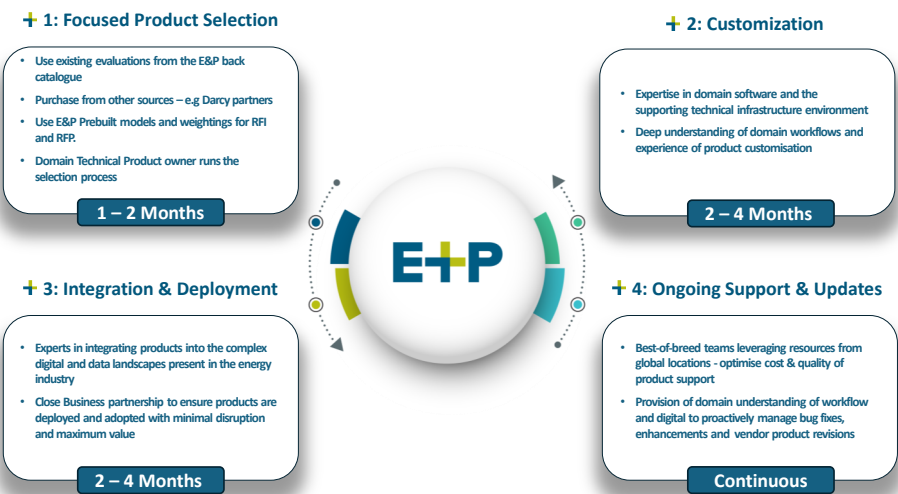 1: Focused Product Selection
• Use existing evaluations from the E&P back
catalogue
• Purchase from other sources – e.g Darcy partners
• Use E&P Prebuilt models and weightings for RFI
and RFP.
• Domain Technical Product owner runs the
selection process
1 – 2 Months
2: Customization
• Expertise in domain software and the
supporting technical infrastructure environment
• Deep understanding of domain workflows and
experience of product customisation
2 – 4 Months
E+P
3: Integration & Deployment
• Experts in integrating products into the complex
digital and data landscapes present in the energy
industry
• Close Business partnership to ensure products are
deployed and adopted with minimal disruption
and maximum value
2 – 4 Months
4: Ongoing Support & Updates
• Best-of-breed teams leveraging resources from
global locations - optimise cost & quality of
product support
• Provision of domain understanding of workflow
and digital to proactively manage bug fixes,
enhancements and vendor product revisions
Continuous